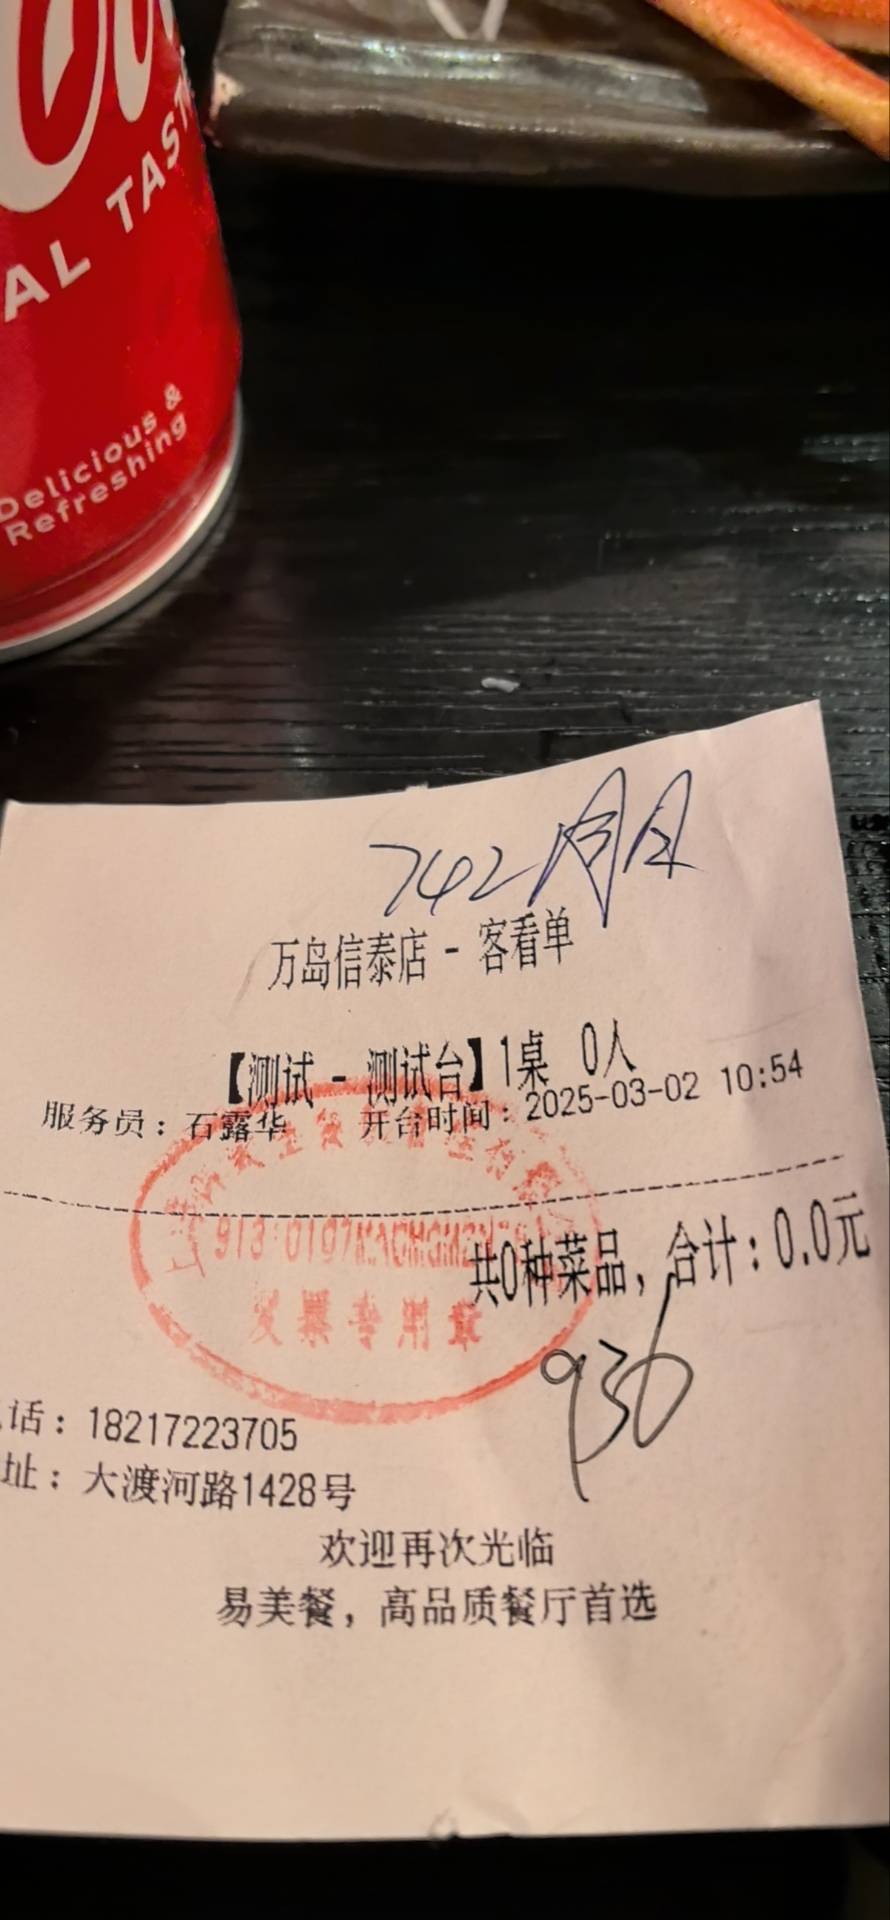 AL TAST
Delicious &
Refreshing
742
万岛信泰店 - 客看单
【测试 - 测试台】1桌 0人
服务员：石露华 开台时间：2025-03-02 10:54
共0种菜品，合计：0.0元
发票专用章
936
话：18217223705
址：大渡河路1428号
欢迎再次光临
易美餐，高品质餐厅首选